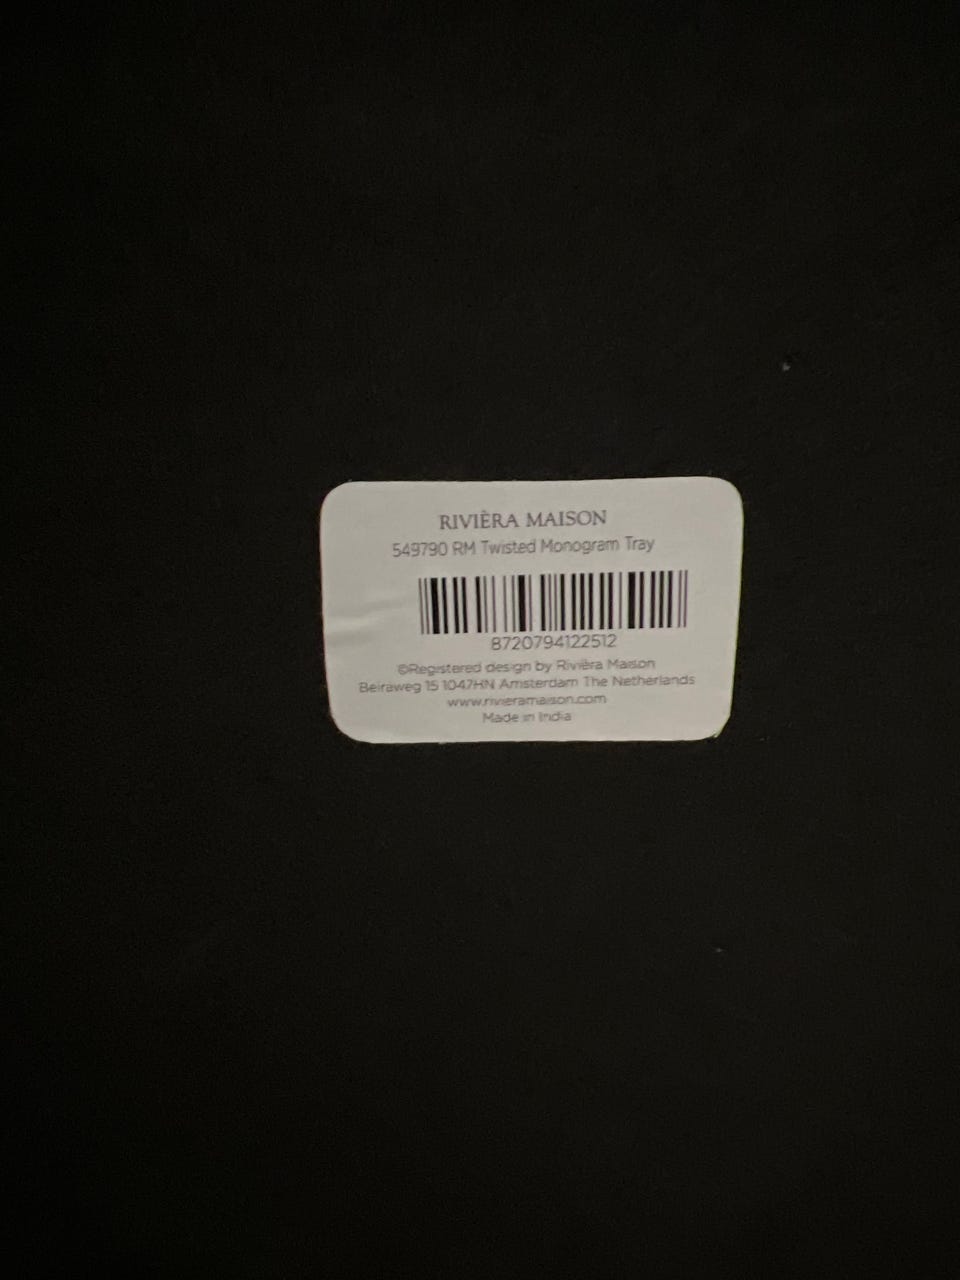 RIVIÈRA MAISON
549790 RM Twisted Monogram Tray
8720794122512
©Registered design by Rivièra Maison
Beiraweg 15 1047HN Amsterdam The Netherlands
www.rivieramaison.com
Made in India